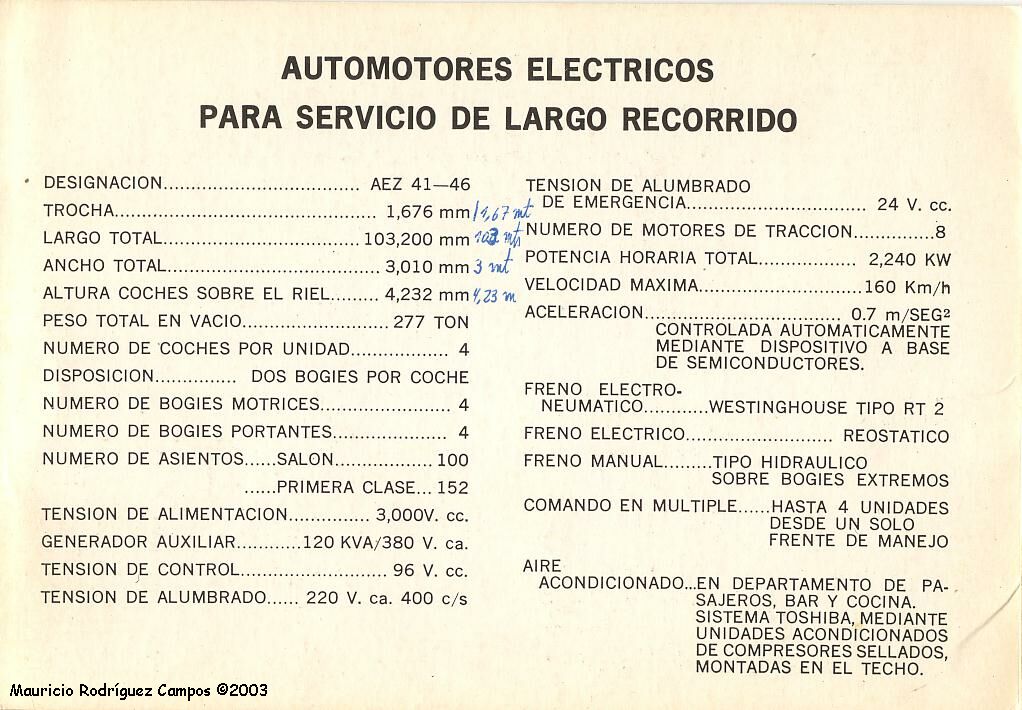 AUTOMOTORES ELECTRICOS
PARA SERVICIO DE LARGO RECORRIDO
DESIGNACION................................. AEZ 41—46
TROCHA............................................ 1,676 mm /1,67 mt
LARGO TOTAL................................. 103,200 mm 103 mts
ANCHO TOTAL.................................... 3,010 mm 3 mt
ALTURA COCHES SOBRE EL RIEL......... 4,232 mm 4,23 m
PESO TOTAL EN VACIO........................ 277 TON
NUMERO DE COCHES POR UNIDAD................. 4
DISPOSICION.............. DOS BOGIES POR COCHE
NUMERO DE BOGIES MOTRICES...................... 4
NUMERO DE BOGIES PORTANTES................... 4
NUMERO DE ASIENTOS......SALON................. 100
......PRIMERA CLASE... 152
TENSION DE ALIMENTACION.............. 3,000V. cc.
GENERADOR AUXILIAR...........120 KVA/380 V. ca.
TENSION DE CONTROL......................... 96 V. cc.
TENSION DE ALUMBRADO...... 220 V. ca. 400 c/s
TENSION DE ALUMBRADO
DE EMERGENCIA............................... 24 V. cc.
NUMERO DE MOTORES DE TRACCION..............8
POTENCIA HORARIA TOTAL................. 2,240 KW
VELOCIDAD MAXIMA............................160 Km/h
ACELERACION.................................. 0.7 m/SEG²
CONTROLADA AUTOMATICAMENTE
MEDIANTE DISPOSITIVO A BASE
DE SEMICONDUCTORES.
FRENO ELECTRO-
NEUMATICO...........WESTINGHOUSE TIPO RT 2
FRENO ELECTRICO......................... REOSTATICO
FRENO MANUAL.........TIPO HIDRAULICO
SOBRE BOGIES EXTREMOS
COMANDO EN MULTIPLE......HASTA 4 UNIDADES
DESDE UN SOLO
FRENTE DE MANEJO
AIRE
ACONDICIONADO...EN DEPARTAMENTO DE PA-
SAJEROS, BAR Y COCINA.
SISTEMA TOSHIBA, MEDIANTE
UNIDADES ACONDICIONADOS
DE COMPRESORES SELLADOS,
MONTADAS EN EL TECHO.
Mauricio Rodríguez Campos ©2003